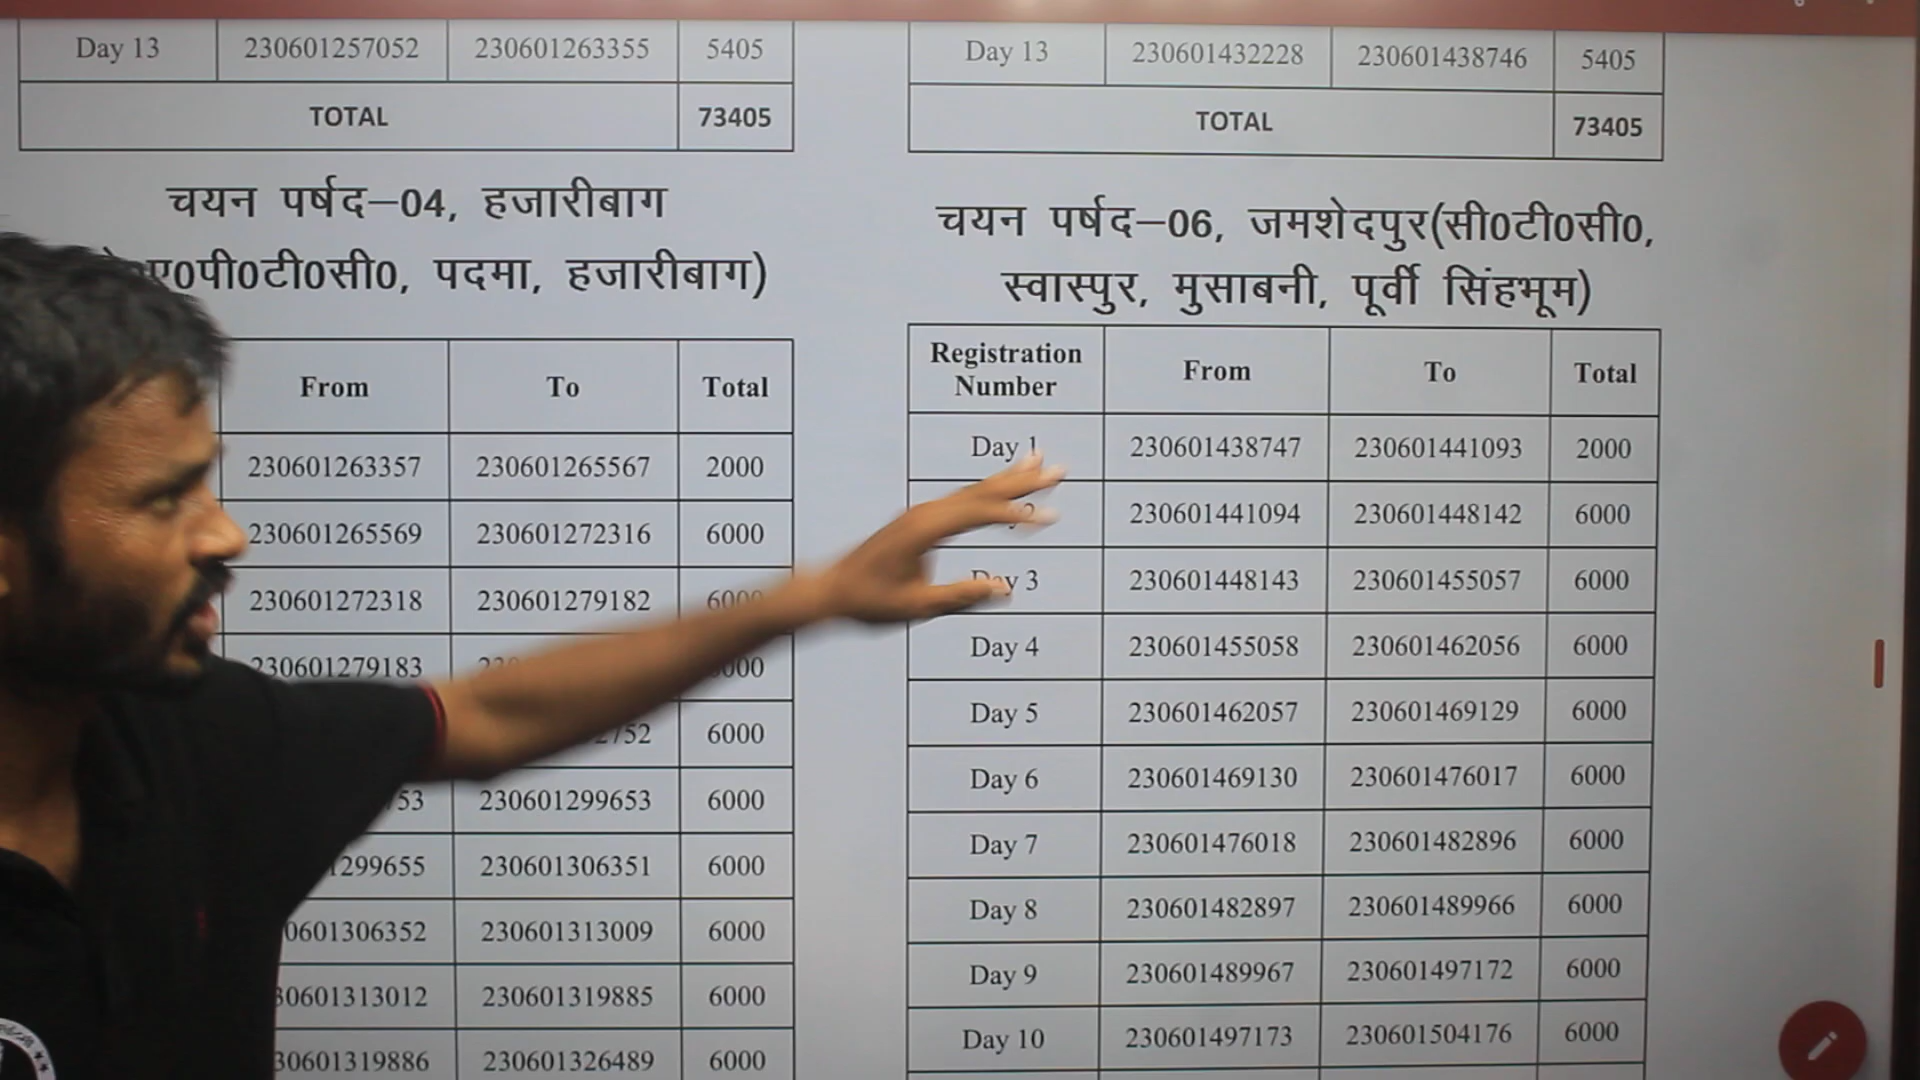 Day 13 230601257052 230601263355 5405
TOTAL 73405
चयन पर्षद–04, हजारीबाग
ए0पी0टी0सी0, पदमा, हजारीबाग)
From To Total
230601263357 230601265567 2000
230601265569 230601272316 6000
230601272318 230601279182 6000
230601279183
6000
230601299653 6000
230601306351 6000
230601313009 6000
230601319885 6000
230601326489 6000
Day 13 230601432228 230601438746 5405
TOTAL 73405
चयन पर्षद–06, जमशेदपुर(सी0टी0सी0,
स्वास्पुर, मुसाबनी, पूर्वी सिंहभूम)
Registration
Number From To Total
Day 1 230601438747 230601441093 2000
230601441094 230601448142 6000
Day 3 230601448143 230601455057 6000
Day 4 230601455058 230601462056 6000
Day 5 230601462057 230601469129 6000
Day 6 230601469130 230601476017 6000
Day 7 230601476018 230601482896 6000
Day 8 230601482897 230601489966 6000
Day 9 230601489967 230601497172 6000
Day 10 230601497173 230601504176 6000